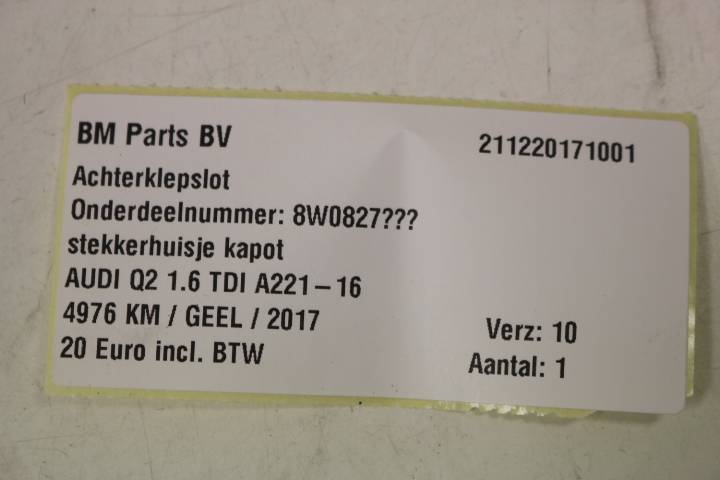 BM Parts BV 211220171001
Achterklepslot
Onderdeelnummer: 8W0827???
stekkerhuisje kapot
AUDI Q2 1.6 TDI A221-16
4976 KM / GEEL / 2017 Verz: 10
20 Euro incl. BTW Aantal: 1